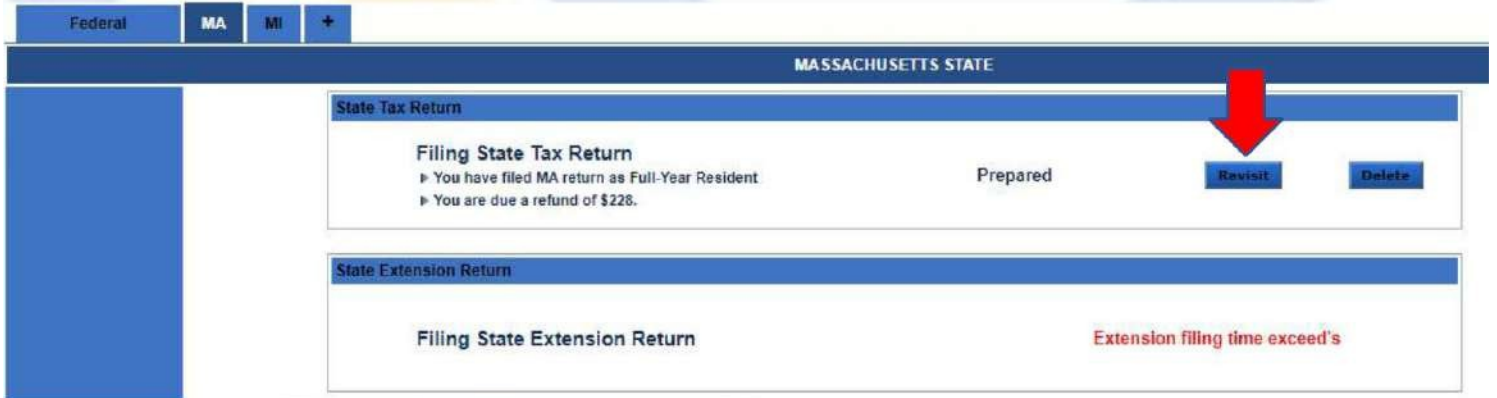 Federal MA MI +
MASSACHUSETTS STATE
State Tax Return
Filing State Tax Return
▶ You have filed MA return as Full-Year Resident
▶ You are due a refund of $228.
Prepared
Revisit
Delete
State Extension Return
Filing State Extension Return
Extension filing time exceed's